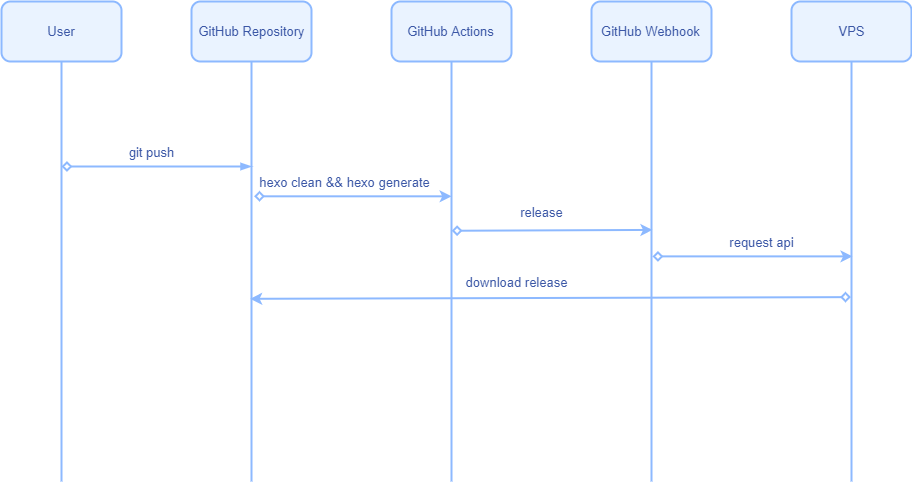 User
GitHub Repository
GitHub Actions
GitHub Webhook
VPS
git push
hexo clean && hexo generate
release
request api
download release